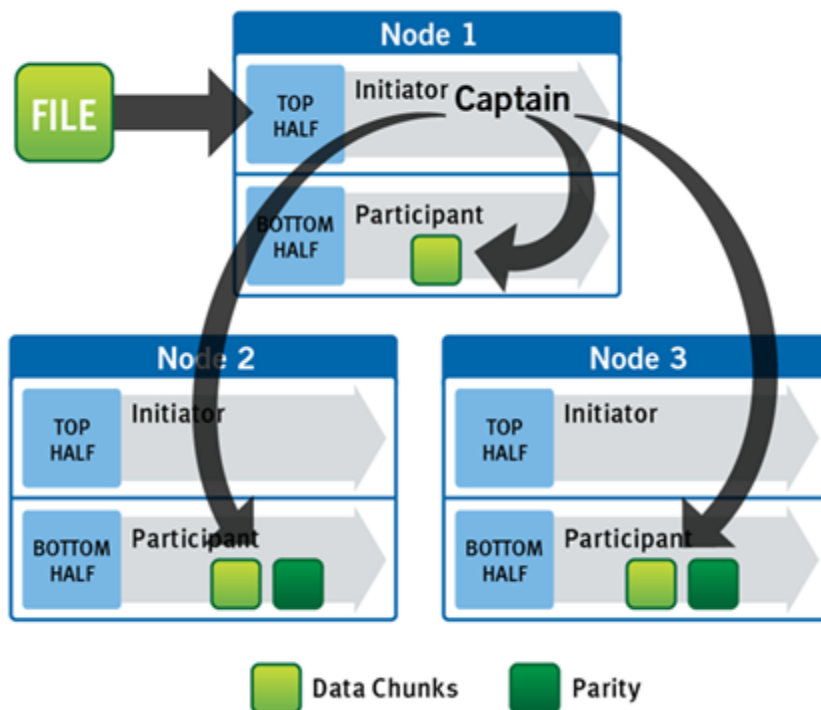 Node 1
FILE
TOP
HALF
Initiator
Captain
BOTTOM
HALF
Participant
Node 2
TOP
HALF
Initiator
BOTTOM
HALF
Participant
Node 3
TOP
HALF
Initiator
BOTTOM
HALF
Participant
Data Chunks
Parity